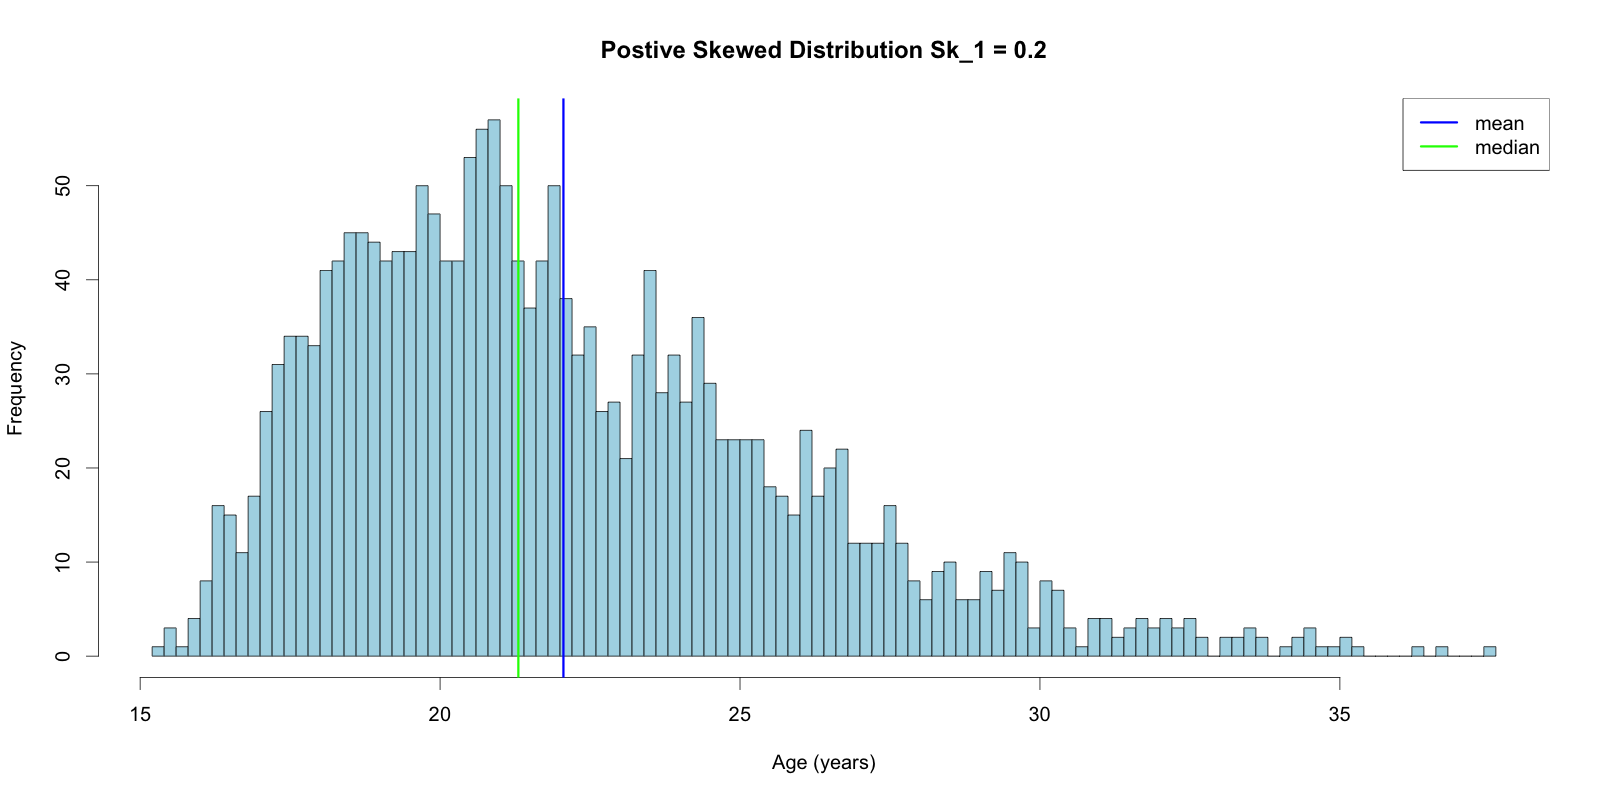 Postive Skewed Distribution Sk_1 = 0.2
mean
median
Frequency
50
40
30
20
10
0
15 20 25 30 35
Age (years)